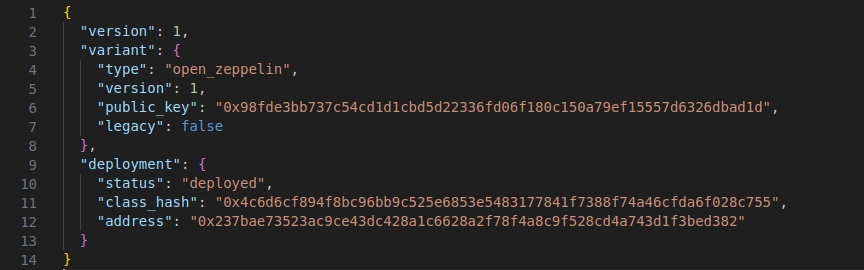 1 {
2 "version": 1,
3 "variant": {
4 "type": "open_zeppelin",
5 "version": 1,
6 "public_key": "0x98fde3bb737c54cd1d1cbd5d22336fd06f180c150a79ef15557d6326dbad1d",
7 "legacy": false
8 },
9 "deployment": {
10 "status": "deployed",
11 "class_hash": "0x4c6d6cf894f8bc96bb9c525e6853e5483177841f7388f74a46cfda6f028c755",
12 "address": "0x237bae73523ac9ce43dc428a1c6628a2f78f4a8c9f528cd4a743d1f3bed382"
13 }
14 }